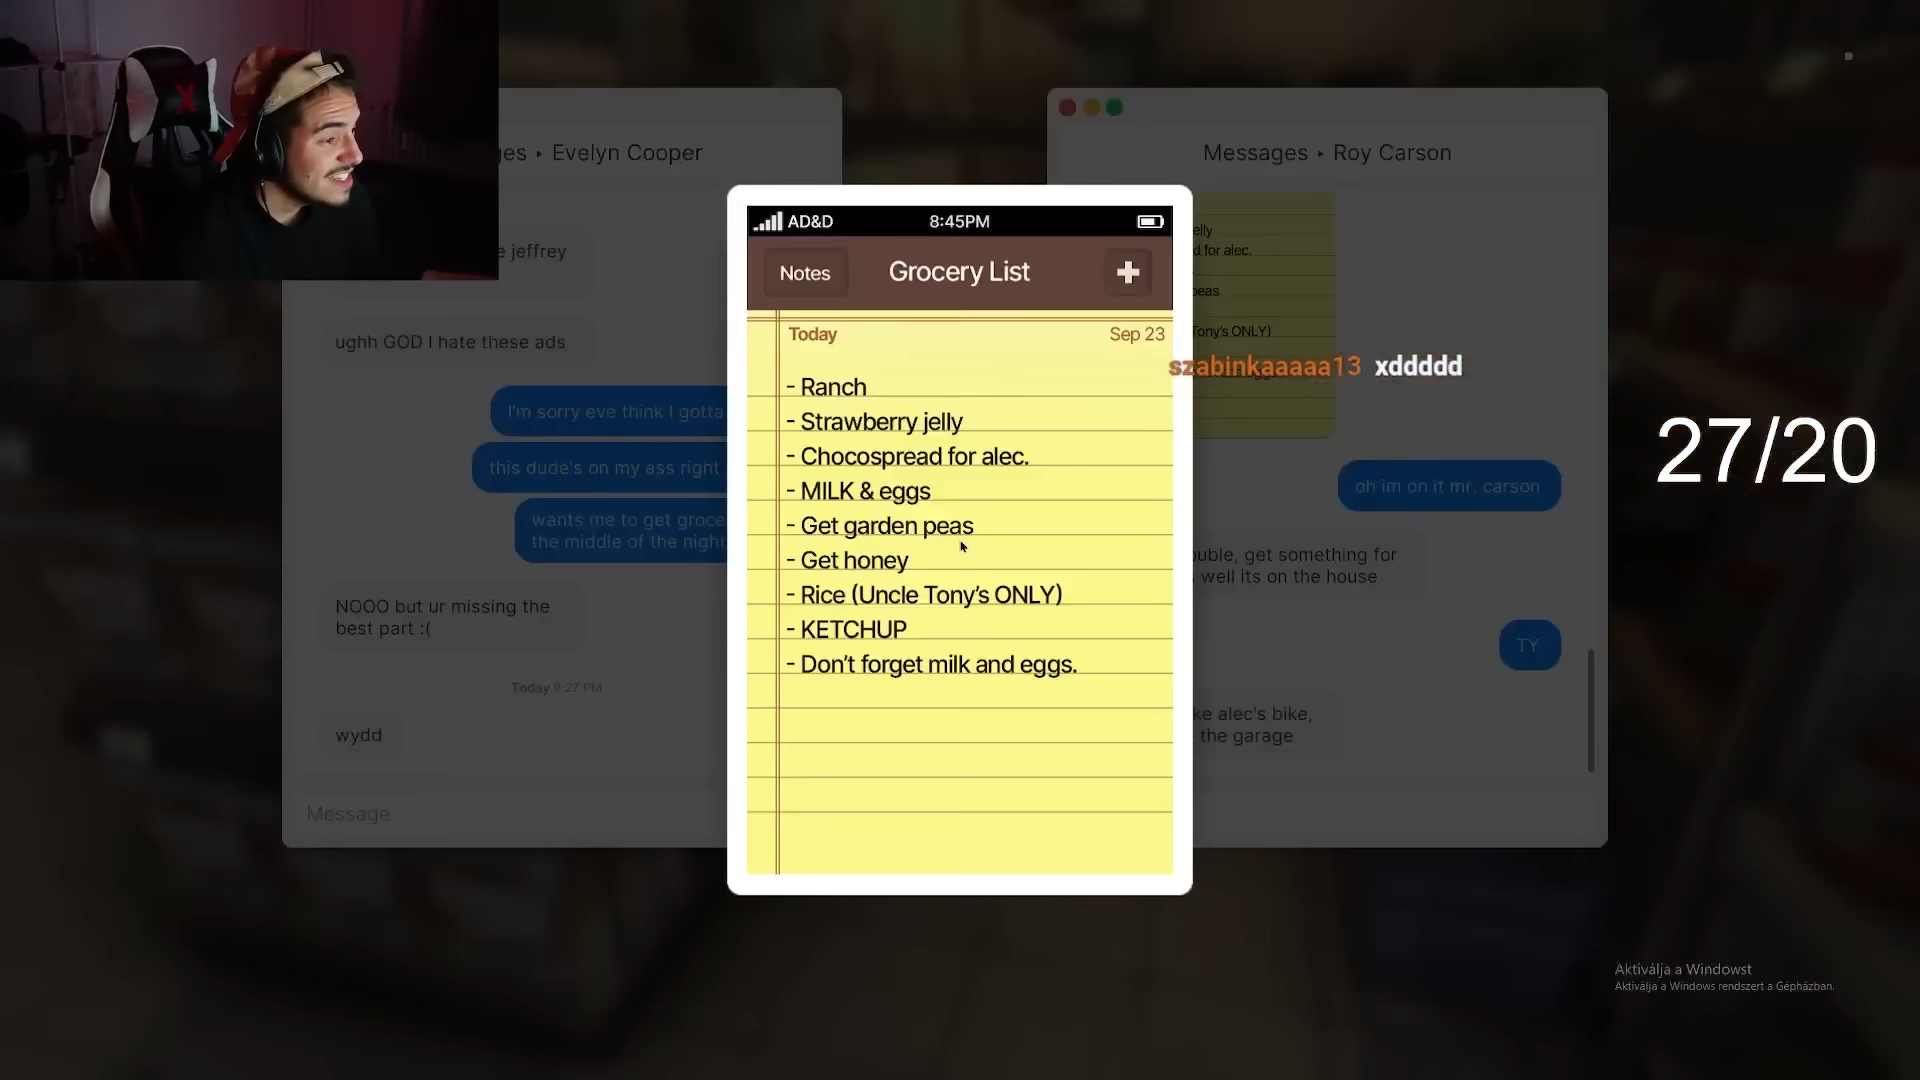 es ‣ Evelyn Cooper
e jeffrey
ughh GOD I hate these ads
I'm sorry eve think I gotta
this dude's on my ass right
wants me to get groce
the middle of the night
NOOO but ur missing the
best part :(
Today 9:27 PM
wydd
Message
AD&D
8:45PM
Notes
Grocery List
Today
Sep 23
- Ranch
- Strawberry jelly
- Chocospread for alec.
- MILK & eggs
- Get garden peas
- Get honey
- Rice (Uncle Tony's ONLY)
- KETCHUP
- Don't forget milk and eggs.
Messages ‣ Roy Carson
elly
d for alec.
peas
Tony's ONLY)
szabinkaaaaa13 xddddd
oh im on it mr. carson
ouble, get something for
well its on the house
TY
ke alec's bike,
the garage
27/20
Aktiválja a Windowst
Aktiválja a Windows rendszert a Gépházban.